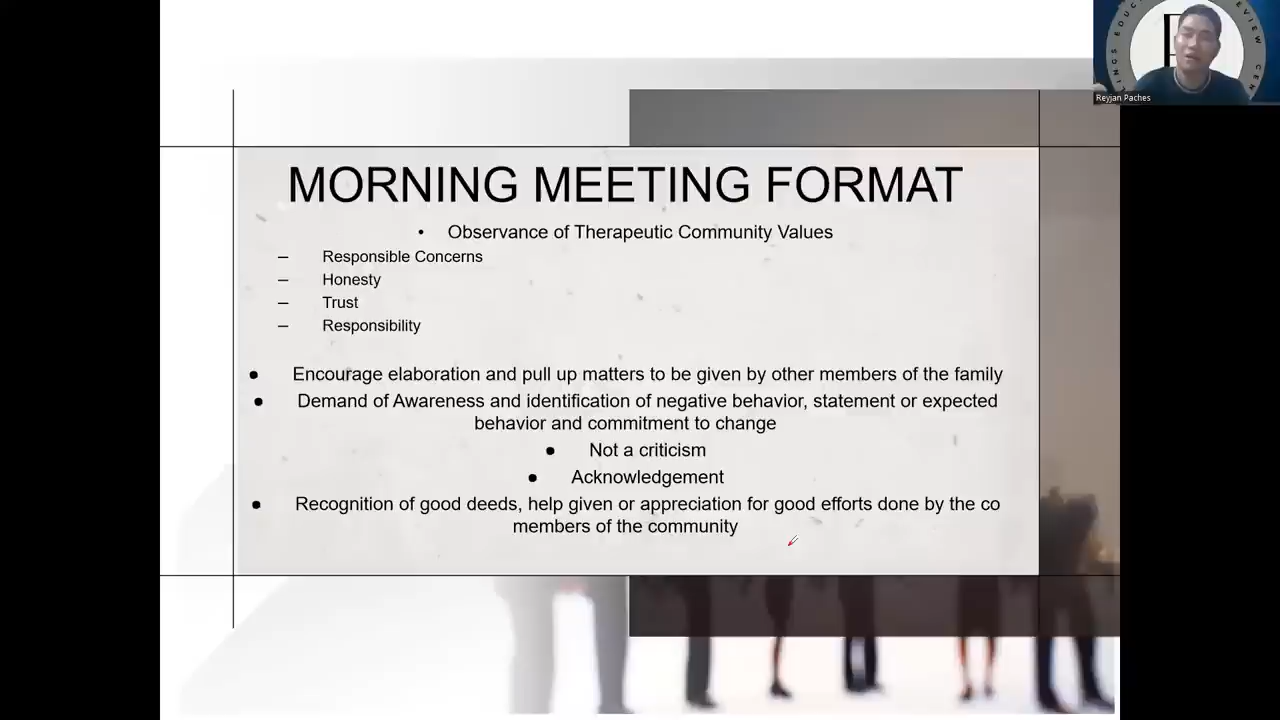 MORNING MEETING FORMAT
• Observance of Therapeutic Community Values
– Responsible Concerns
– Honesty
– Trust
– Responsibility
● Encourage elaboration and pull up matters to be given by other members of the family
● Demand of Awareness and identification of negative behavior, statement or expected
behavior and commitment to change
● Not a criticism
● Acknowledgement
● Recognition of good deeds, help given or appreciation for good efforts done by the co
members of the community
Reyjan Paches